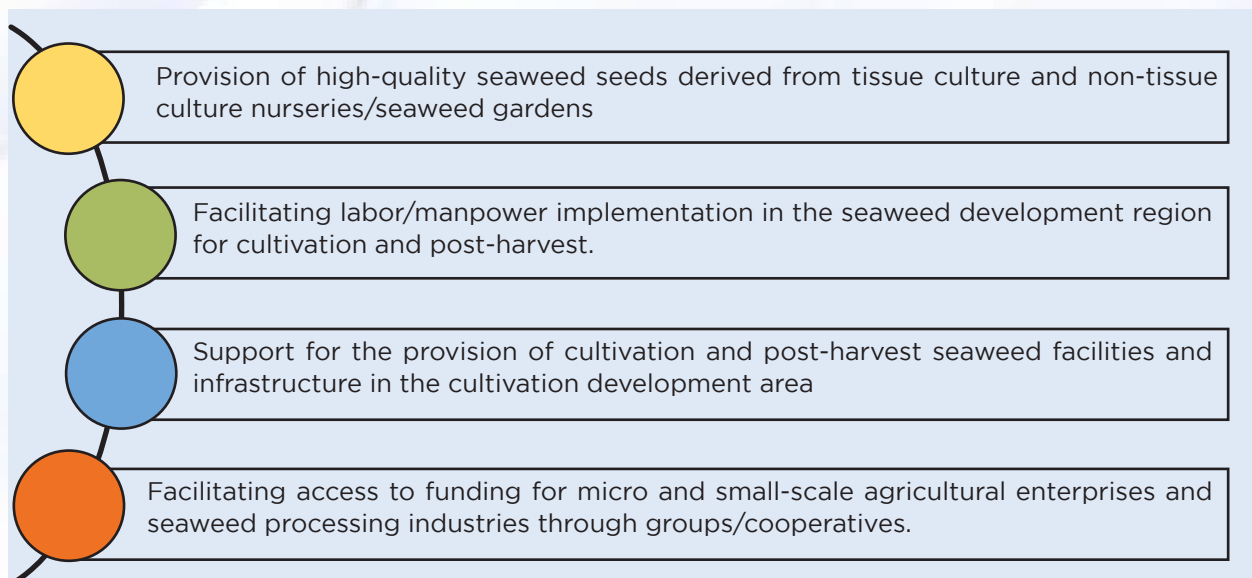 Provision of high-quality seaweed seeds derived from tissue culture and non-tissue
culture nurseries/seaweed gardens
Facilitating labor/manpower implementation in the seaweed development region
for cultivation and post-harvest.
Support for the provision of cultivation and post-harvest seaweed facilities and
infrastructure in the cultivation development area
Facilitating access to funding for micro and small-scale agricultural enterprises and
seaweed processing industries through groups/cooperatives.